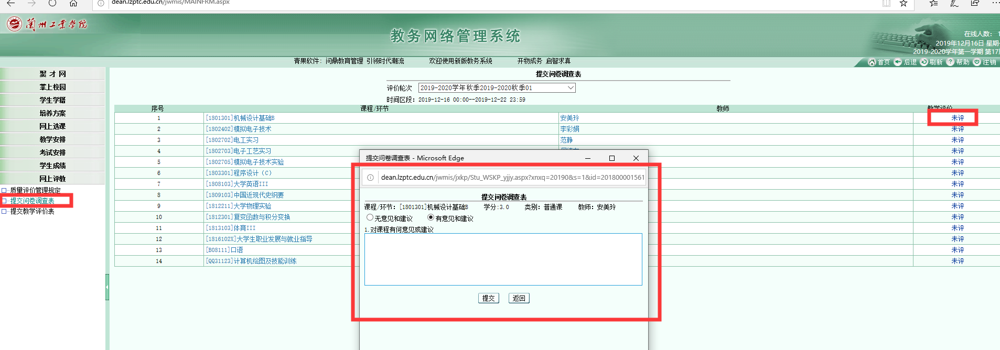 dean.lzptc.edu.cn/jwmis/MAINFRM.aspx
兰州工业学院
教务网络管理系统
在线人数： 1
2019年12月16日 星期
2019-2020学年第一学期 第17
青果软件： 问鼎教育管理 引领时代潮流 欢迎使用新版教务系统 开物成务 启智求真
首页 后退 刷新 帮助 注销
聚 才 网
掌上校园
学生学籍
培养方案
网上选课
教学安排
考试安排
学生成绩
网上评教
质量评价管理规定
提交问卷调查表
提交教学评价表
提交问卷调查表
评价轮次 2019-2020学年秋季2019-2020秋季01
时间区段：2019-12-16 00:00--2019-12-22 23:59
序号 课程/环节 教师 教学评价
1 [1801301]机械设计基础B 安美玲 未评
2 [1802402]模拟电子技术 李彩娟 未评
3 [1802702]电工实习 范静 未评
4 [1802703]电子工艺实习 未评
5 [1802705]模拟电子技术实验 未评
6 [1803301]程序设计（C） 未评
7 [1808103]大学英语III 未评
8 [1809103]中国近现代史纲要 未评
9 [1812211]大学物理实验 未评
10 [1812301]复变函数与积分变换 未评
11 [1813103]体育III 未评
12 [1816102X]大学生职业发展与就业指导 未评
13 [B08111]口语 未评
14 [QQ31123]计算机绘图及技能训练 未评
提交问卷调查表 - Microsoft Edge
dean.lzptc.edu.cn/jwmis/jxkp/Stu_WSKP_yjjy.aspx?xnxq=20190&s=1&id=201800001561
提交问卷调查表
课程/环节：[1801301]机械设计基础B 学分:3.0 类别：普通课 教师：安美玲
无意见和建议 有意见和建议
1.对课程有何意见或建议
提交 返回